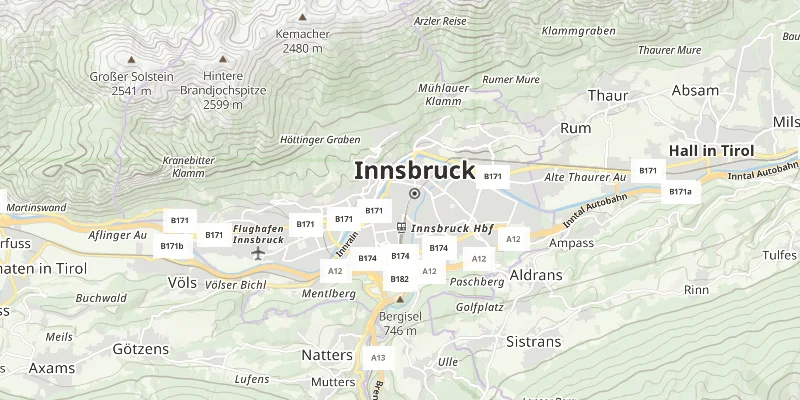 Arzler Reise
Kemacher
2480 m
Klammgraben
Thaurer Mure
Großer Solstein
2541 m
Hintere
Brandjochspitze
2599 m
Mühlauer
Klamm
Rumer Mure
Thaur
Absam
Rum
Mils
Höttinger Graben
Hall in Tirol
Kranebitter
Klamm
Innsbruck
B171
Alte Thaurer Au
B171
Inntal Autobahn
B171a
Martinswand
B171
B171
B171
B171
Inntal Autobahn
Aflinger Au
B171
B171b
Flughafen
Innsbruck
Innrain
Innsbruck Hbf
A12
B174
Ampass
B174
B174
A12
A12
A12
B182
Völs
Völser Bichl
Mentlberg
Paschberg
Aldrans
Tulfes
Rinn
Buchwald
Bergisel
746 m
Golfplatz
Meils
Götzens
Natters
A13
Sistrans
Axams
Lufens
Mutters
Ulle